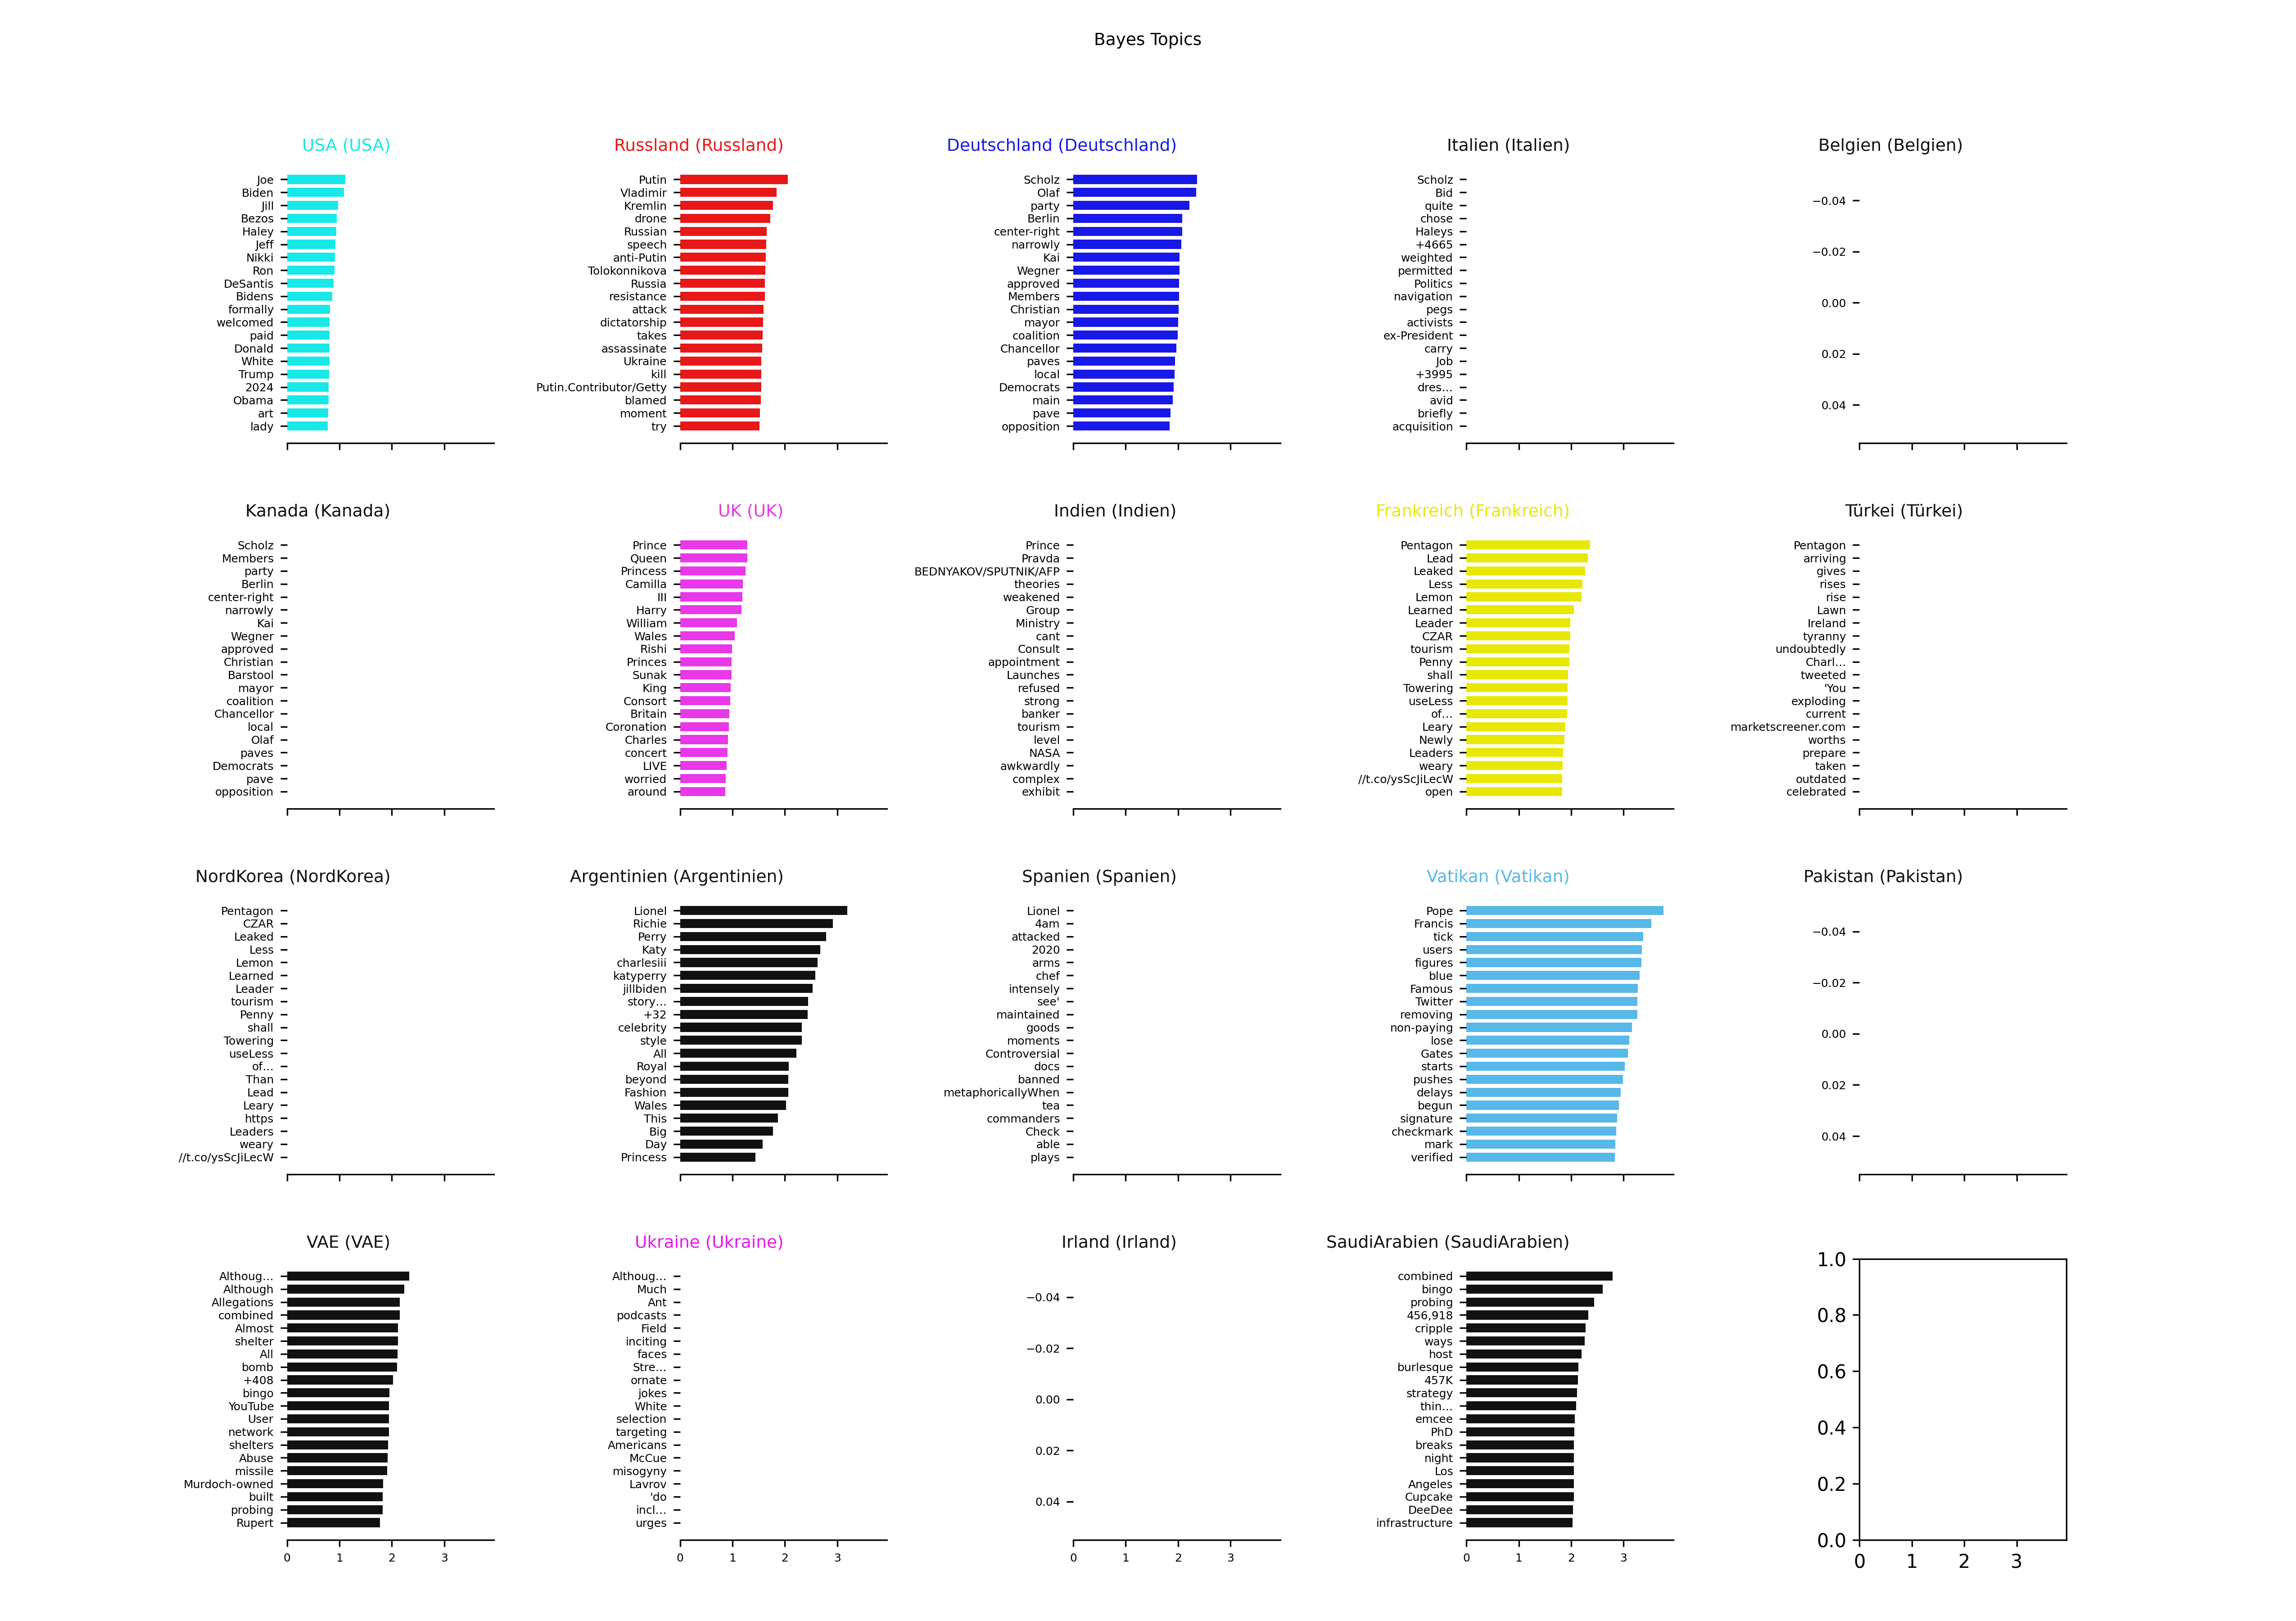 Bayes Topics
USA (USA)
Joe
Biden
Jill
Bezos
Haley
Jeff
Nikki
Ron
DeSantis
Bidens
formally
welcomed
paid
Donald
White
Trump
2024
Obama
art
lady
Russland (Russland)
Putin
Vladimir
Kremlin
drone
Russian
speech
anti-Putin
Tolokonnikova
Russia
resistance
attack
dictatorship
takes
assassinate
Ukraine
kill
Putin.Contributor/Getty
blamed
moment
try
Deutschland (Deutschland)
Scholz
Olaf
party
Berlin
center-right
narrowly
Kai
Wegner
approved
Members
Christian
mayor
coalition
Chancellor
paves
local
Democrats
main
pave
opposition
Italien (Italien)
Scholz
Bid
quite
chose
Haleys
+4665
weighted
permitted
Politics
navigation
pegs
activists
ex-President
carry
Job
+3995
dres...
avid
briefly
acquisition
Belgien (Belgien)
−0.04
−0.02
0.00
0.02
0.04
Kanada (Kanada)
Scholz
Members
party
Berlin
center-right
narrowly
Kai
Wegner
approved
Christian
Barstool
mayor
coalition
Chancellor
local
Olaf
paves
Democrats
pave
opposition
UK (UK)
Prince
Queen
Princess
Camilla
III
Harry
William
Wales
Rishi
Princes
Sunak
King
Consort
Britain
Coronation
Charles
concert
LIVE
worried
around
Indien (Indien)
Prince
Pravda
BEDNYAKOV/SPUTNIK/AFP
theories
weakened
Group
Ministry
cant
Consult
appointment
Launches
refused
strong
banker
tourism
level
NASA
awkwardly
complex
exhibit
Frankreich (Frankreich)
Pentagon
Lead
Leaked
Less
Lemon
Learned
Leader
CZAR
tourism
Penny
shall
Towering
useLess
of...
Leary
Newly
Leaders
weary
//t.co/ysScJiLecW
open
Türkei (Türkei)
Pentagon
arriving
gives
rises
rise
Lawn
Ireland
tyranny
undoubtedly
Charl...
tweeted
'You
exploding
current
marketscreener.com
worths
prepare
taken
outdated
celebrated
NordKorea (NordKorea)
Pentagon
CZAR
Leaked
Less
Lemon
Learned
Leader
tourism
Penny
shall
Towering
useLess
of...
Than
Lead
Leary
https
Leaders
weary
//t.co/ysScJiLecW
Argentinien (Argentinien)
Lionel
Richie
Perry
Katy
charlesiii
katyperry
jillbiden
story...
+32
celebrity
style
All
Royal
beyond
Fashion
Wales
This
Big
Day
Princess
Spanien (Spanien)
Lionel
4am
attacked
2020
arms
chef
intensely
see'
maintained
goods
moments
Controversial
docs
banned
metaphoricallyWhen
tea
commanders
Check
able
plays
Vatikan (Vatikan)
Pope
Francis
tick
users
figures
blue
Famous
Twitter
removing
non-paying
lose
Gates
starts
pushes
delays
begun
signature
checkmark
mark
verified
Pakistan (Pakistan)
−0.04
−0.02
0.00
0.02
0.04
VAE (VAE)
Althoug...
Although
Allegations
combined
Almost
shelter
All
bomb
+408
bingo
YouTube
User
network
shelters
Abuse
missile
Murdoch-owned
built
probing
Rupert
0 1 2 3
Ukraine (Ukraine)
Althoug...
Much
Ant
podcasts
Field
inciting
faces
Stre...
ornate
jokes
White
selection
targeting
Americans
McCue
misogyny
Lavrov
'do
incl...
urges
0 1 2 3
Irland (Irland)
−0.04
−0.02
0.00
0.02
0.04
0 1 2 3
SaudiArabien (SaudiArabien)
combined
bingo
probing
456,918
cripple
ways
host
burlesque
457K
strategy
thin...
emcee
PhD
breaks
night
Los
Angeles
Cupcake
DeeDee
infrastructure
0 1 2 3
1.0
0.8
0.6
0.4
0.2
0.0
0 1 2 3